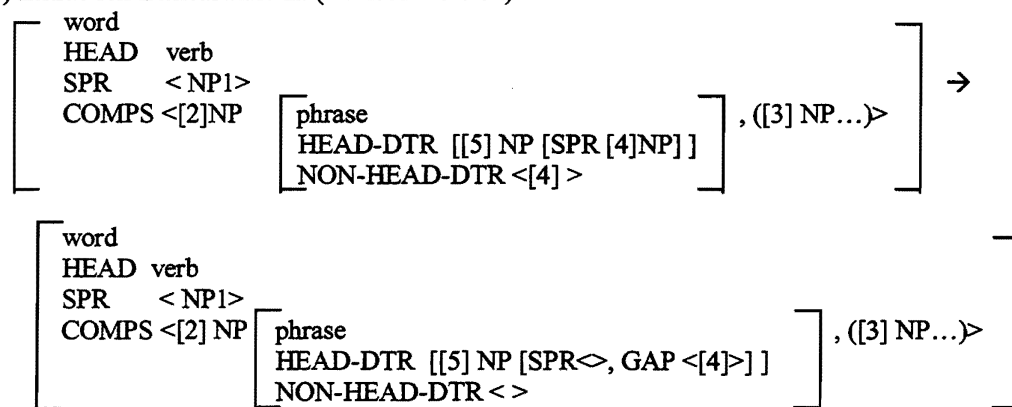 word
HEAD verb
SPR < NP1>
COMPS <[2]NP phrase , ([3] NP…)> →
HEAD-DTR [[5] NP [SPR [4]NP] ]
NON-HEAD-DTR <[4] >
word
HEAD verb
SPR < NP1>
COMPS <[2] NP phrase , ([3] NP…)>
HEAD-DTR [[5] NP [SPR<>, GAP <[4]>] ]
NON-HEAD-DTR < >